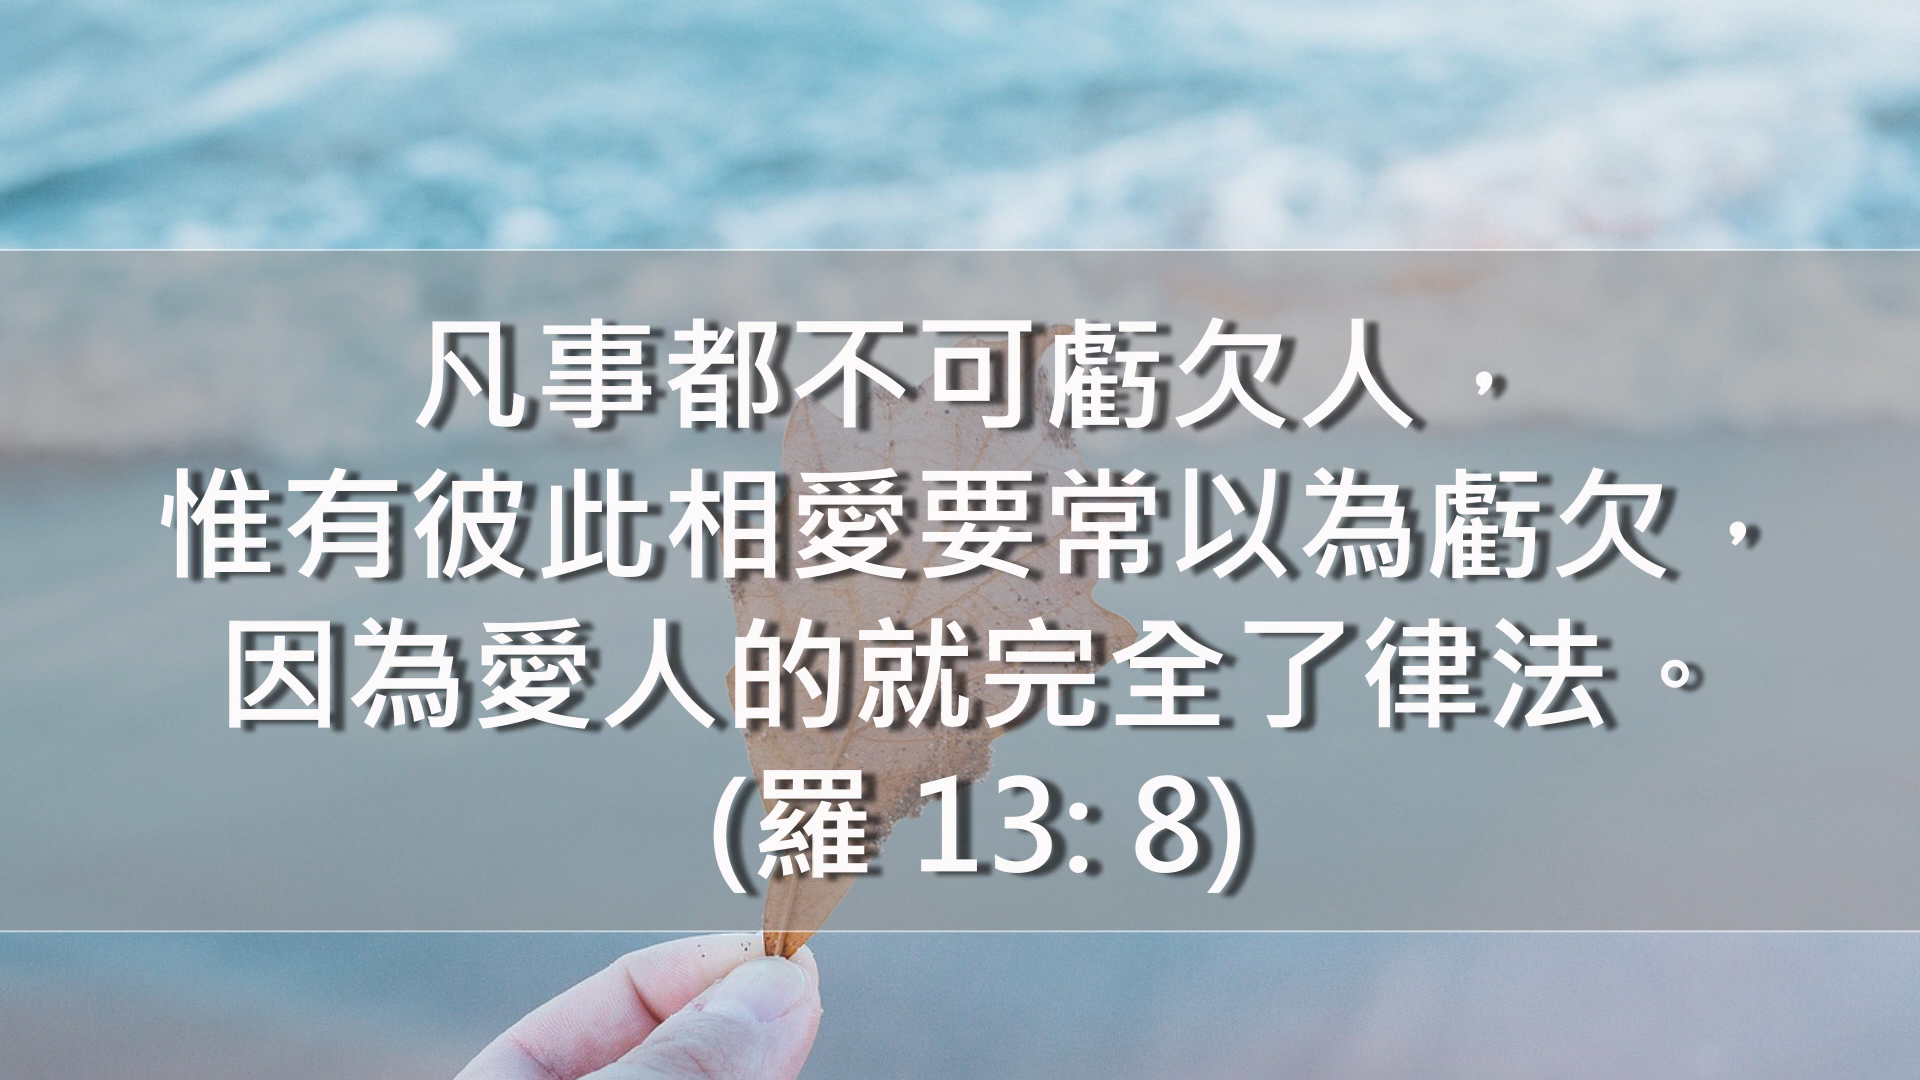 凡事都不可虧欠人，
惟有彼此相愛要常以為虧欠，
因為愛人的就完全了律法。
(羅 13: 8)